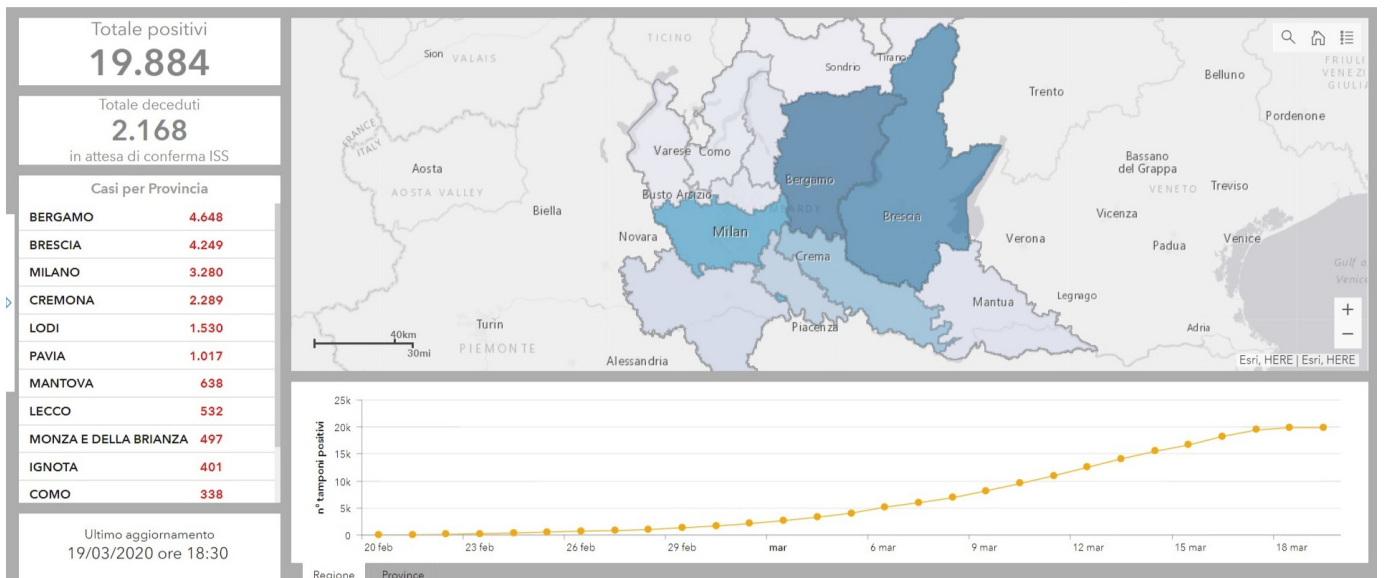 Totale positivi
19.884
Totale deceduti
2.168
in attesa di conferma ISS
Casi per Provincia
BERGAMO 4.648
BRESCIA 4.249
MILANO 3.280
CREMONA 2.289
LODI 1.530
PAVIA 1.017
MANTOVA 638
LECCO 532
MONZA E DELLA BRIANZA 497
IGNOTA 401
COMO 338
Ultimo aggiornamento
19/03/2020 ore 18:30
TICINO
Sion VALAIS
Sondrio
Tirano
FRIULI
VENEZI
GIULIA
Belluno
Trento
Pordenone
FRANCE
ITALY
Varese Como
Aosta
Bassano
del Grappa
AOSTA VALLEY
Bergamo
VENETO Treviso
Busto Arsizio
Biella
Brescia
Vicenza
Novara
Milan
Verona
Padua
Venice
Crema
Gulf o
Venice
Mantua
Legnago
Turin
Piacenza
Adria
40km
30mi
PIEMONTE
Alessandria
+
−
Esri, HERE | Esri, HERE
n° tamponi positivi
25k
20k
15k
10k
5k
0
20 feb 23 feb 26 feb 29 feb mar 6 mar 9 mar 12 mar 15 mar 18 mar
Regione Province